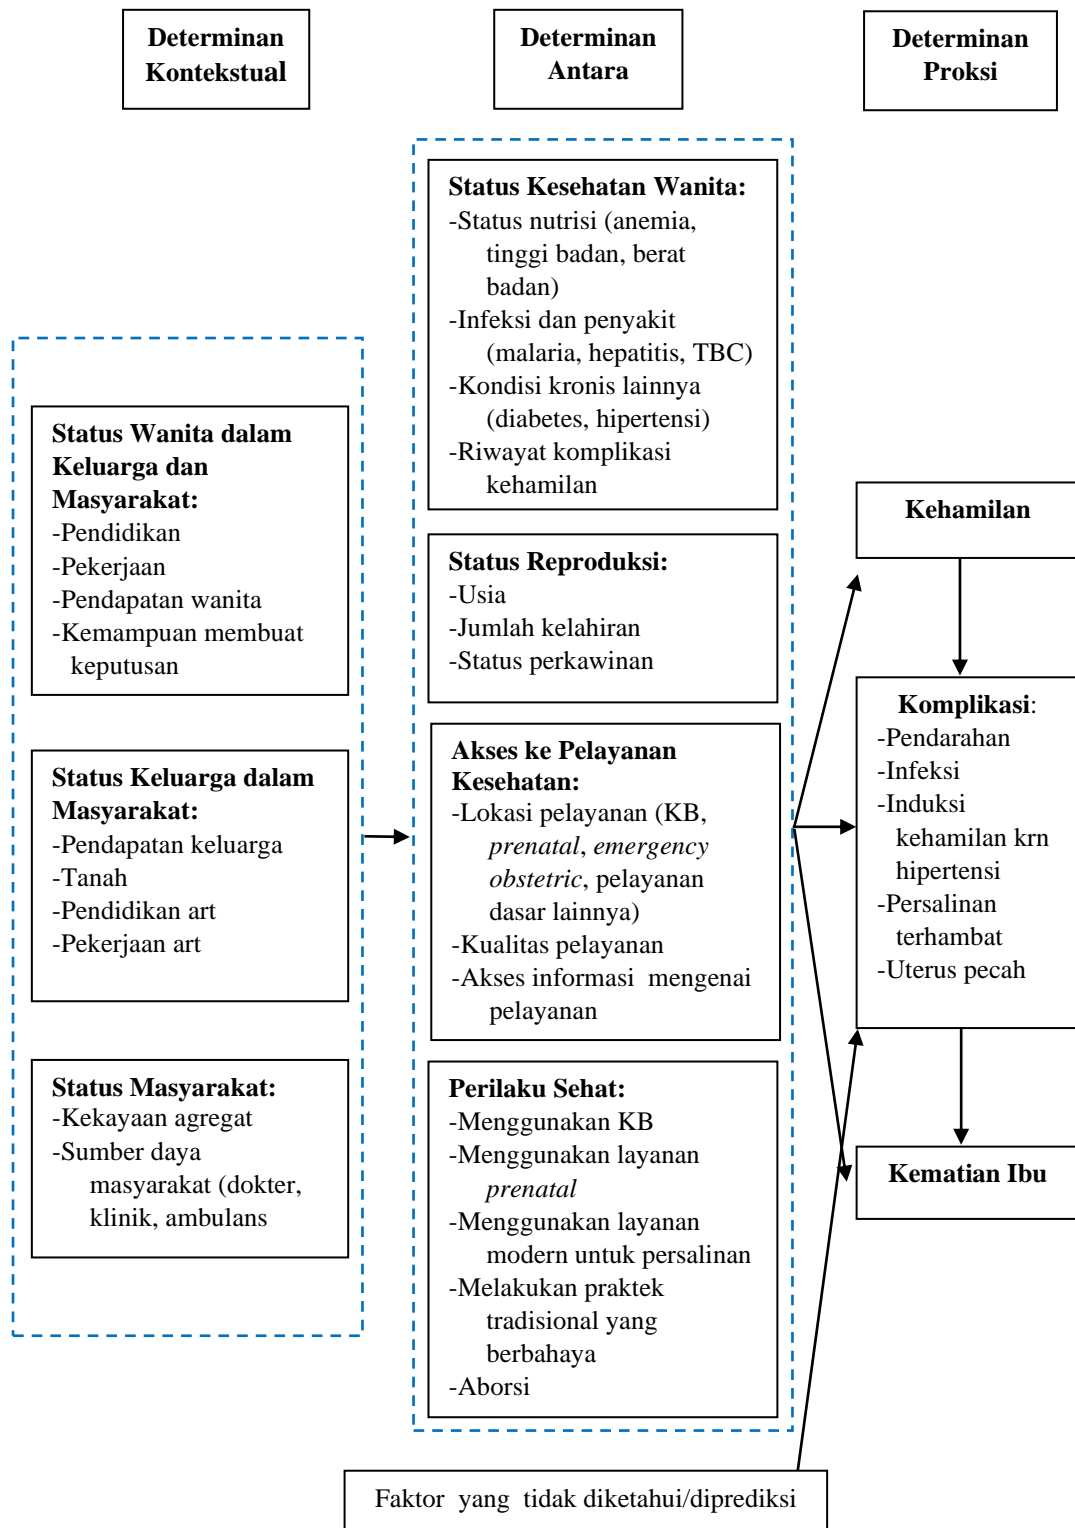 Determinan
Kontekstual
Determinan
Antara
Determinan
Proksi
Status Wanita dalam
Keluarga dan
Masyarakat:
-Pendidikan
-Pekerjaan
-Pendapatan wanita
-Kemampuan membuat
keputusan
Status Keluarga dalam
Masyarakat:
-Pendapatan keluarga
-Tanah
-Pendidikan art
-Pekerjaan art
Status Masyarakat:
-Kekayaan agregat
-Sumber daya
masyarakat (dokter,
klinik, ambulans
Status Kesehatan Wanita:
-Status nutrisi (anemia,
tinggi badan, berat
badan)
-Infeksi dan penyakit
(malaria, hepatitis, TBC)
-Kondisi kronis lainnya
(diabetes, hipertensi)
-Riwayat komplikasi
kehamilan
Status Reproduksi:
-Usia
-Jumlah kelahiran
-Status perkawinan
Akses ke Pelayanan
Kesehatan:
-Lokasi pelayanan (KB,
prenatal, emergency
obstetric, pelayanan
dasar lainnya)
-Kualitas pelayanan
-Akses informasi  mengenai
pelayanan
Perilaku Sehat:
-Menggunakan KB
-Menggunakan layanan
prenatal
-Menggunakan layanan
modern untuk persalinan
-Melakukan praktek
tradisional yang
berbahaya
-Aborsi
Kehamilan
Komplikasi:
-Pendarahan
-Infeksi
-Induksi
kehamilan krn
hipertensi
-Persalinan
terhambat
-Uterus pecah
Kematian Ibu
Faktor  yang  tidak diketahui/diprediksi